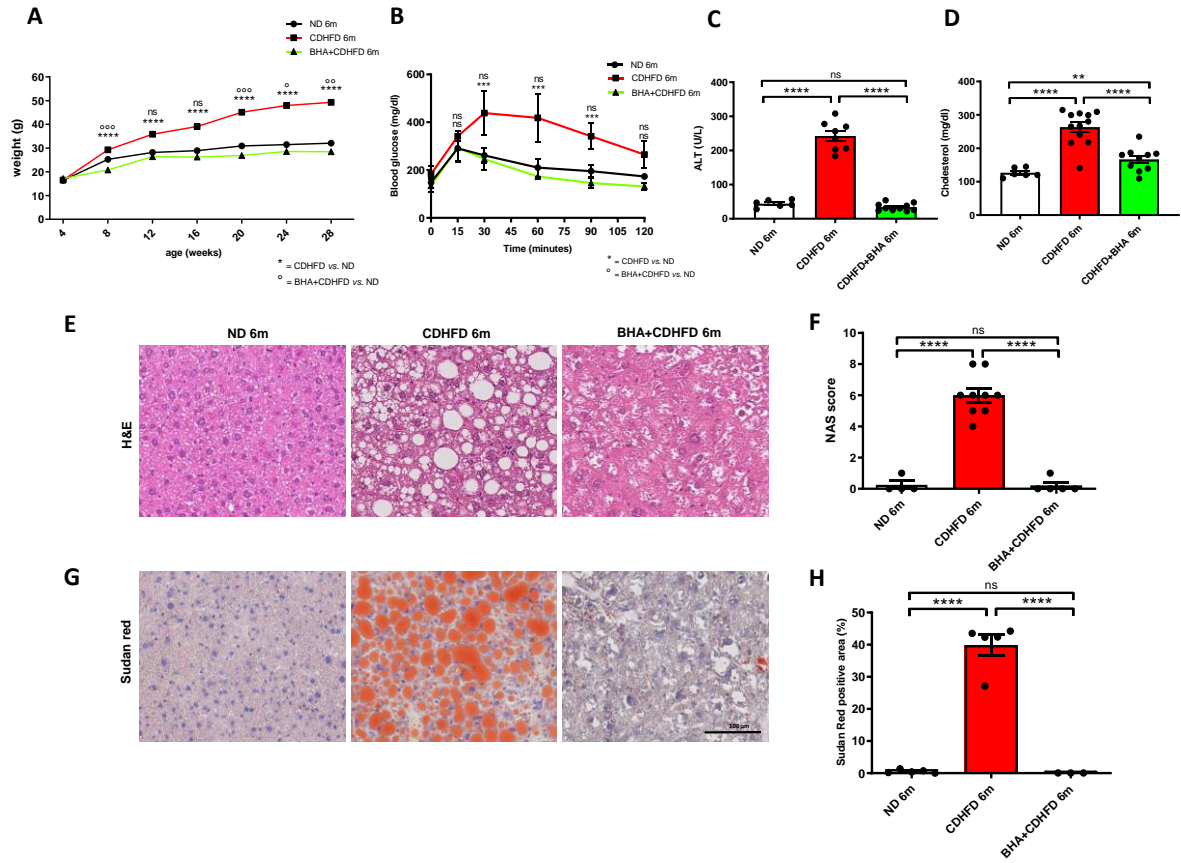 A
ND 6m
CDHFD 6m
BHA+CDHFD 6m
weight (g)
60
50
40
30
20
10
0
°°°
****
ns
****
ns
****
°°°
****
°
****
°°
****
4
8
12
16
20
24
28
age (weeks)
* = CDHFD vs. ND
° = BHA+CDHFD vs. ND
B
ND 6m
CDHFD 6m
BHA+CDHFD 6m
Blood glucose (mg/dl)
600
400
200
0
ns
ns
ns
***
ns
***
ns
***
ns
ns
0
15
30
45
60
75
90
105
120
Time (minutes)
* = CDHFD vs. ND
° = BHA+CDHFD vs. ND
C
ns
****
****
ALT (U/L)
400
300
200
100
0
ND 6m
CDHFD 6m
CDHFD+BHA 6m
D
**
****
****
Cholesterol (mg/dl)
400
300
200
100
0
ND 6m
CDHFD 6m
CDHFD+BHA 6m
E
ND 6m
CDHFD 6m
BHA+CDHFD 6m
H&E
F
ns
****
****
NAS score
10
8
6
4
2
0
ND 6m
CDHFD 6m
BHA+CDHFD 6m
G
Sudan red
100 µm
H
ns
****
****
Sudan Red positive area (%)
50
40
30
20
10
0
ND 6m
CDHFD 6m
BHA+CDHFD 6m